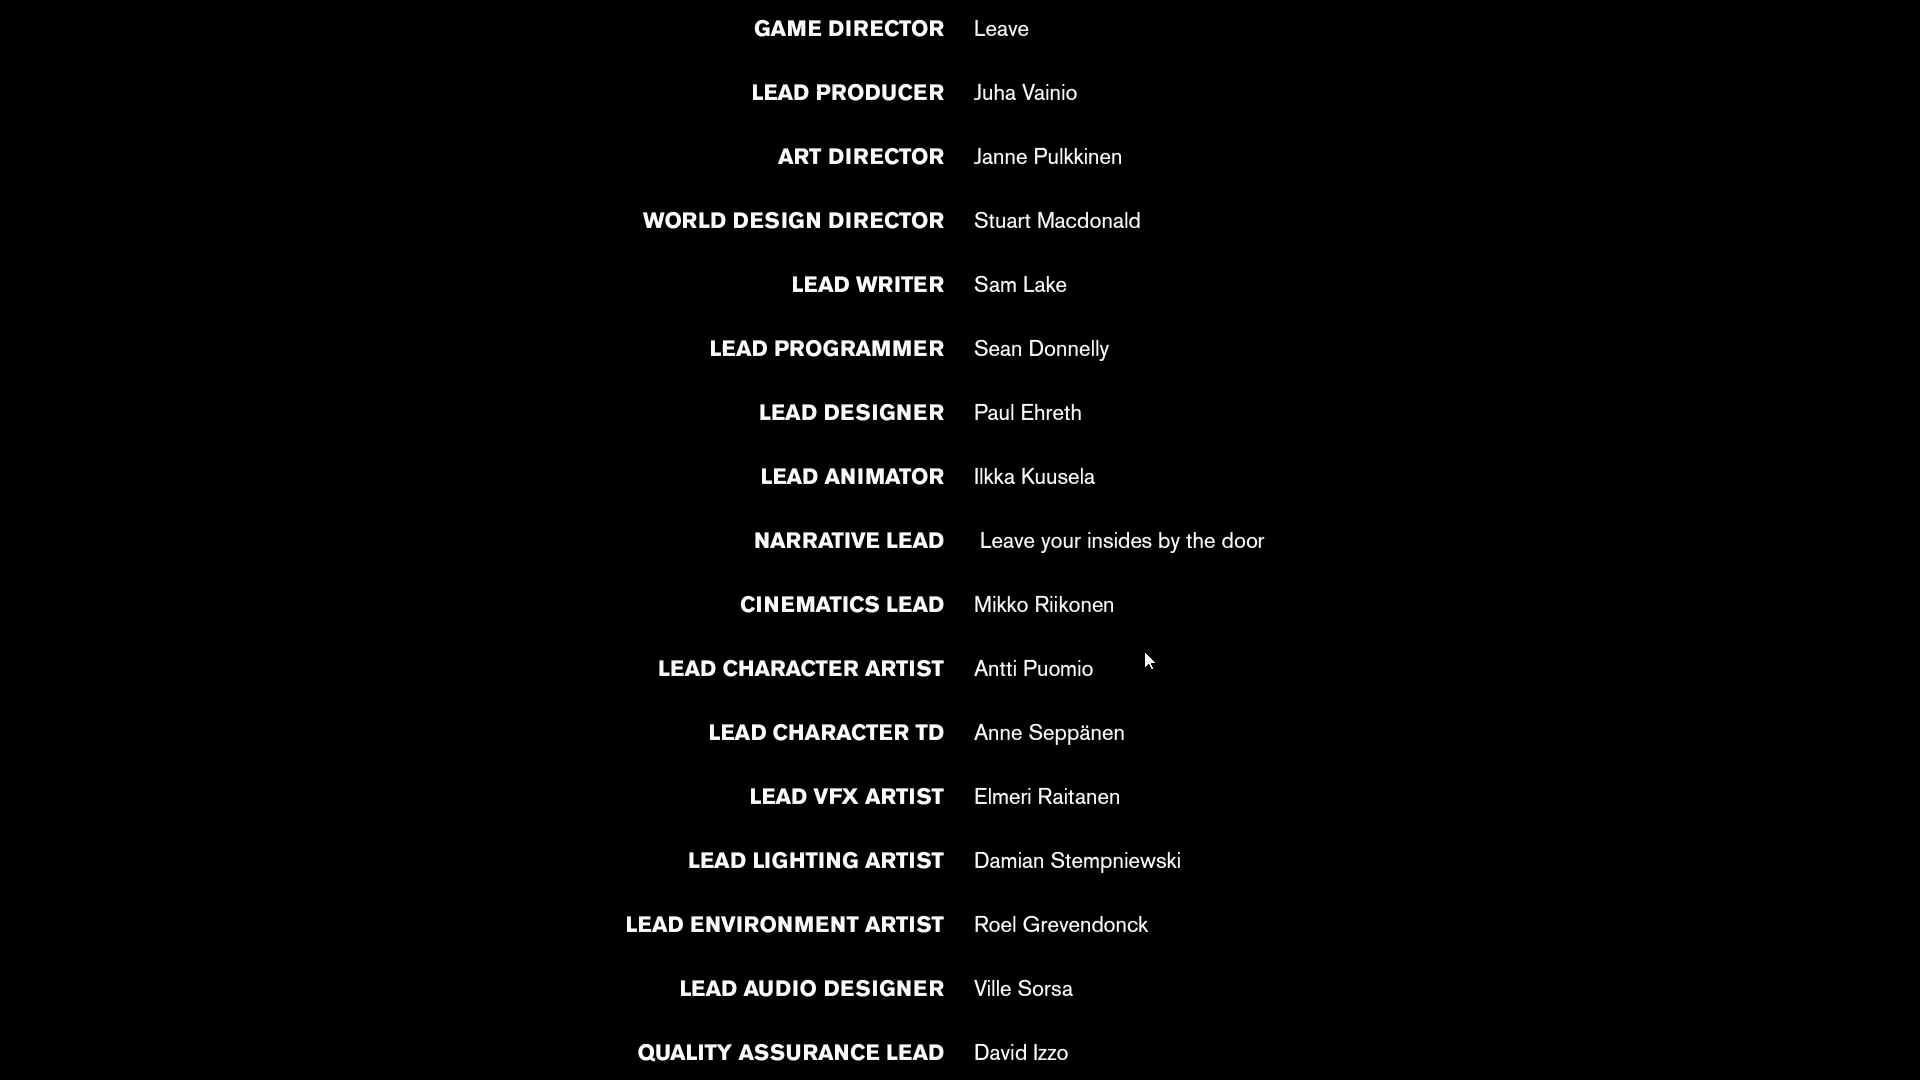 GAME DIRECTOR Leave
LEAD PRODUCER Juha Vainio
ART DIRECTOR Janne Pulkkinen
WORLD DESIGN DIRECTOR Stuart Macdonald
LEAD WRITER Sam Lake
LEAD PROGRAMMER Sean Donnelly
LEAD DESIGNER Paul Ehreth
LEAD ANIMATOR Ilkka Kuusela
NARRATIVE LEAD Leave your insides by the door
CINEMATICS LEAD Mikko Riikonen
LEAD CHARACTER ARTIST Antti Puomio
LEAD CHARACTER TD Anne Seppänen
LEAD VFX ARTIST Elmeri Raitanen
LEAD LIGHTING ARTIST Damian Stempniewski
LEAD ENVIRONMENT ARTIST Roel Grevendonck
LEAD AUDIO DESIGNER Ville Sorsa
QUALITY ASSURANCE LEAD David Izzo